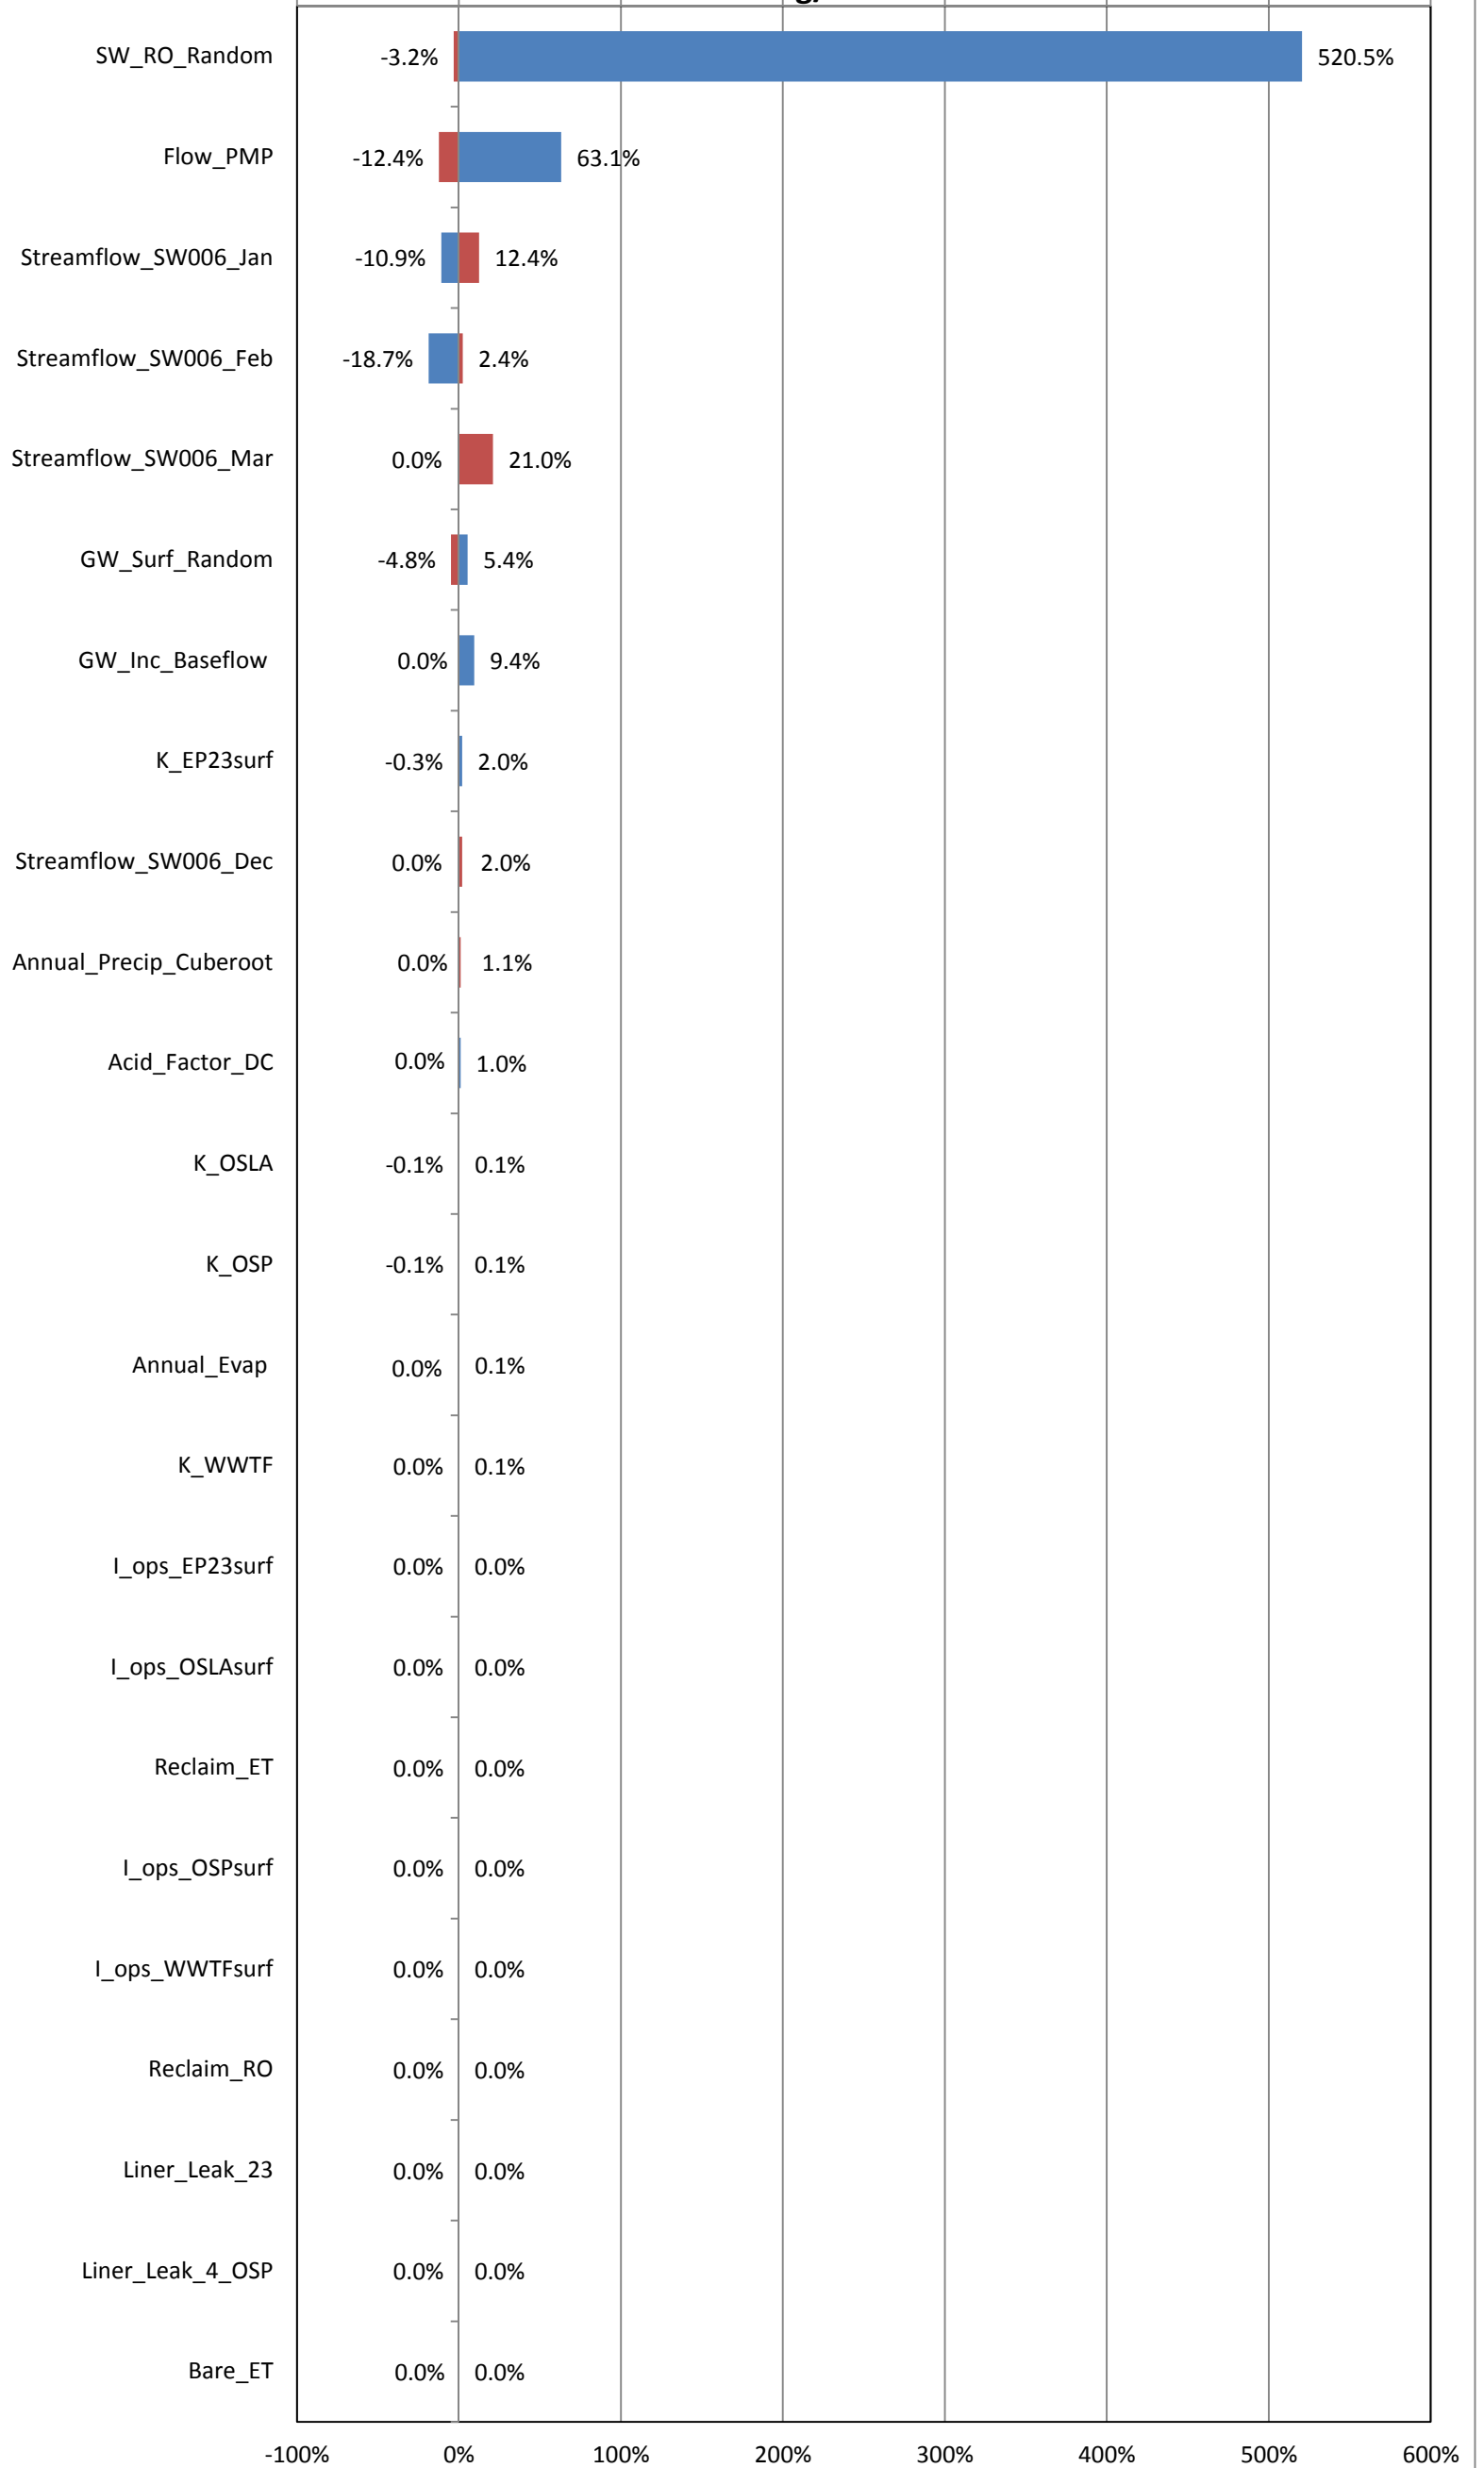 SW_RO_Random -3.2% 520.5%
Flow_PMP -12.4% 63.1%
Streamflow_SW006_Jan -10.9% 12.4%
Streamflow_SW006_Feb -18.7% 2.4%
Streamflow_SW006_Mar 0.0% 21.0%
GW_Surf_Random -4.8% 5.4%
GW_Inc_Baseflow 0.0% 9.4%
K_EP23surf -0.3% 2.0%
Streamflow_SW006_Dec 0.0% 2.0%
Annual_Precip_Cuberoot 0.0% 1.1%
Acid_Factor_DC 0.0% 1.0%
K_OSLA -0.1% 0.1%
K_OSP -0.1% 0.1%
Annual_Evap 0.0% 0.1%
K_WWTF 0.0% 0.1%
I_ops_EP23surf 0.0% 0.0%
I_ops_OSLAsurf 0.0% 0.0%
Reclaim_ET 0.0% 0.0%
I_ops_OSPsurf 0.0% 0.0%
I_ops_WWTFsurf 0.0% 0.0%
Reclaim_RO 0.0% 0.0%
Liner_Leak_23 0.0% 0.0%
Liner_Leak_4_OSP 0.0% 0.0%
Bare_ET 0.0% 0.0%
-100% 0% 100% 200% 300% 400% 500% 600%